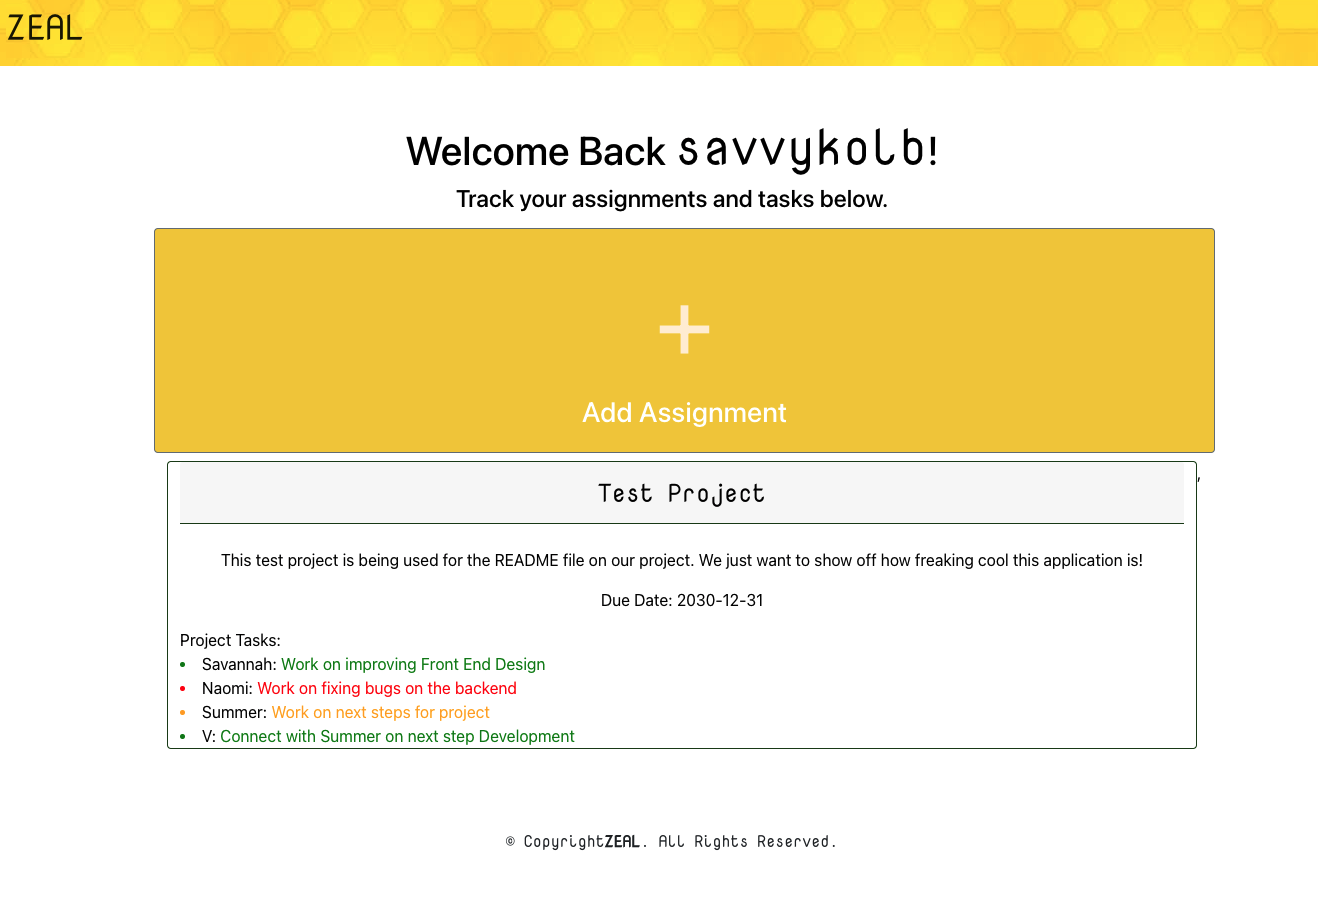 ZEAL
Welcome Back savvykolb!
Track your assignments and tasks below.
+
Add Assignment
Test Project
,
This test project is being used for the README file on our project. We just want to show off how freaking cool this application is!
Due Date: 2030-12-31
Project Tasks:
• Savannah: Work on improving Front End Design
• Naomi: Work on fixing bugs on the backend
• Summer: Work on next steps for project
• V: Connect with Summer on next step Development
© CopyrightZEAL. All Rights Reserved.